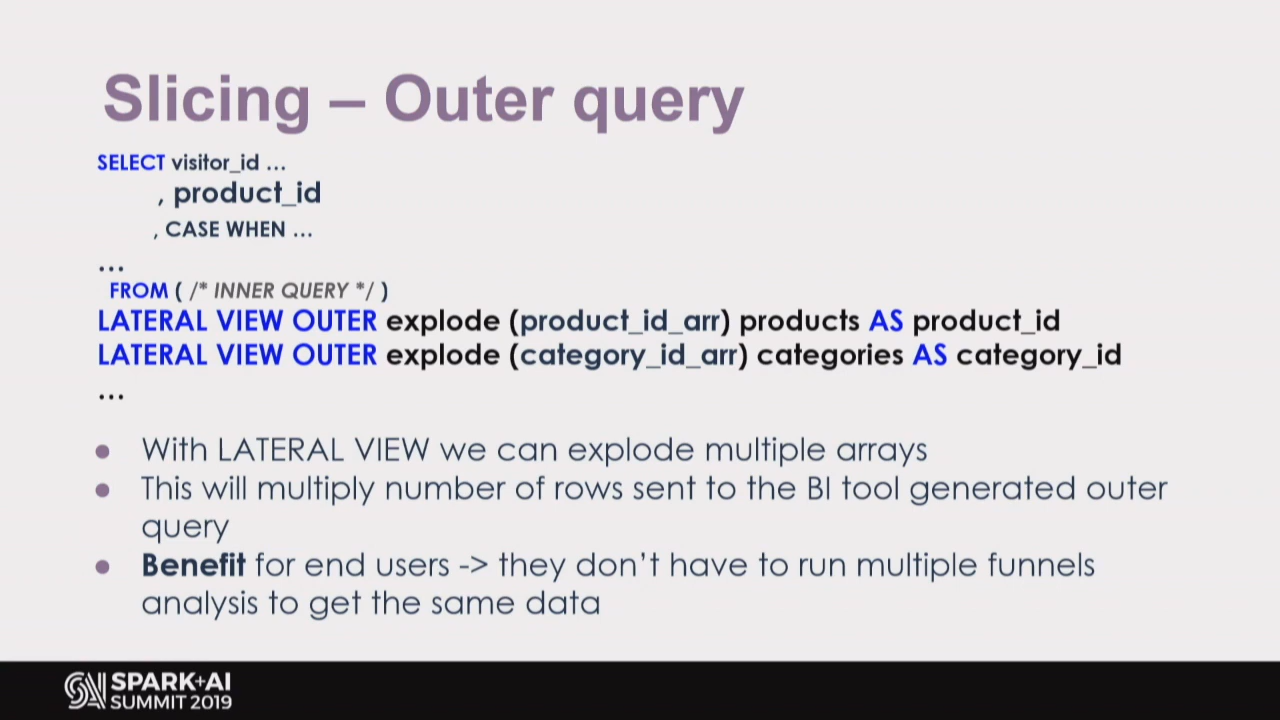 Slicing – Outer query
SELECT visitor_id …
, product_id
, CASE WHEN …
…
FROM ( /* INNER QUERY */ )
LATERAL VIEW OUTER explode (product_id_arr) products AS product_id
LATERAL VIEW OUTER explode (category_id_arr) categories AS category_id
…
● With LATERAL VIEW we can explode multiple arrays
● This will multiply number of rows sent to the BI tool generated outer
query
● Benefit for end users -> they don't have to run multiple funnels
analysis to get the same data
SPARK+AI
SUMMIT 2019